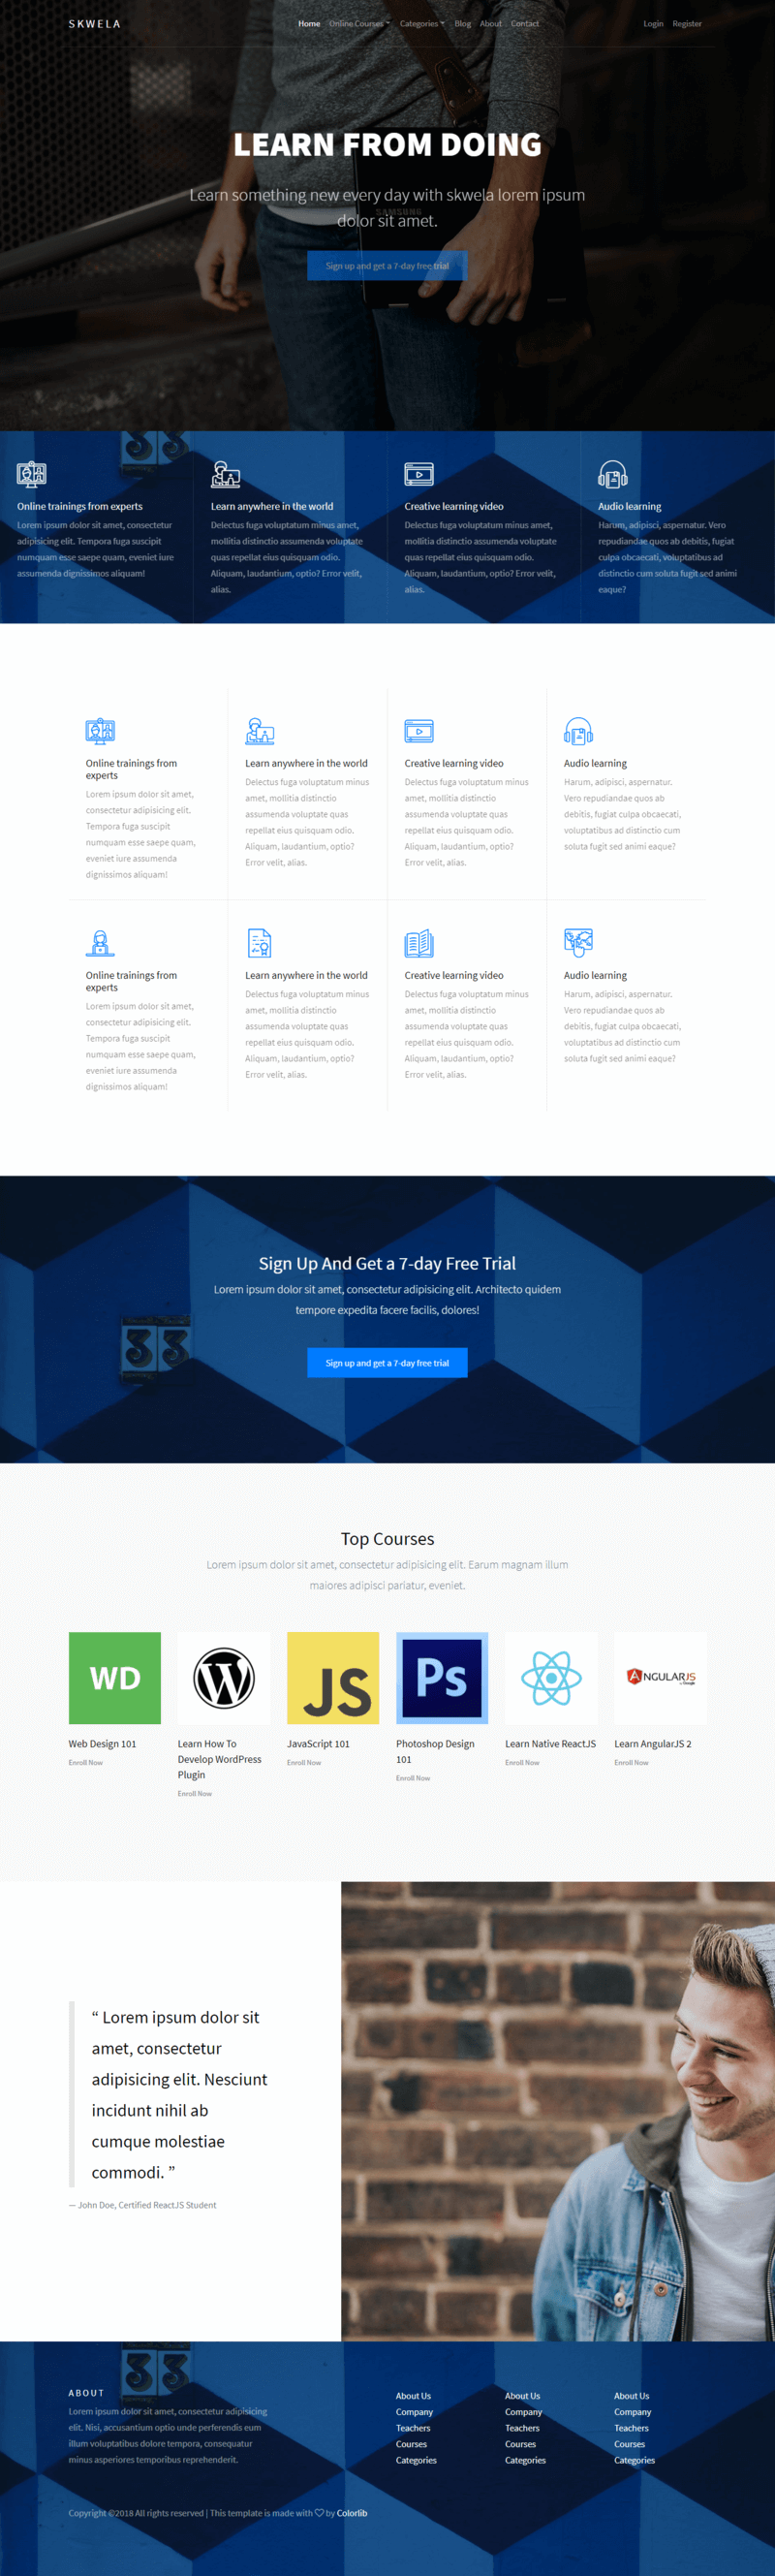 SKWELA
Home Online Courses Categories Blog About Contact
Login Register
LEARN FROM DOING
Learn something new every day with skwela lorem ipsum
dolor sit amet.
SAMSUNG
Sign up and get a 7-day free trial
33
Online trainings from experts
Lorem ipsum dolor sit amet, consectetur
adipisicing elit. Tempora fuga suscipit
numquam esse saepe quam, eveniet iure
assumenda dignissimos aliquam!
Learn anywhere in the world
Delectus fuga voluptatum minus amet,
mollitia distinctio assumenda voluptate
quas repellat eius quisquam odio.
Aliquam, laudantium, optio? Error velit,
alias.
Creative learning video
Delectus fuga voluptatum minus amet,
mollitia distinctio assumenda voluptate
quas repellat eius quisquam odio.
Aliquam, laudantium, optio? Error velit,
alias.
Audio learning
Harum, adipisci, aspernatur. Vero
repudiandae quos ab debitis, fugiat
culpa obcaecati, voluptatibus ad
distinctio cum soluta fugit sed animi
eaque?
Online trainings from
experts
Lorem ipsum dolor sit amet,
consectetur adipisicing elit.
Tempora fuga suscipit
numquam esse saepe quam,
eveniet iure assumenda
dignissimos aliquam!
Learn anywhere in the world
Delectus fuga voluptatum minus
amet, mollitia distinctio
assumenda voluptate quas
repellat eius quisquam odio.
Aliquam, laudantium, optio?
Error velit, alias.
Creative learning video
Delectus fuga voluptatum minus
amet, mollitia distinctio
assumenda voluptate quas
repellat eius quisquam odio.
Aliquam, laudantium, optio?
Error velit, alias.
Audio learning
Harum, adipisci, aspernatur.
Vero repudiandae quos ab
debitis, fugiat culpa obcaecati,
voluptatibus ad distinctio cum
soluta fugit sed animi eaque?
Online trainings from
experts
Lorem ipsum dolor sit amet,
consectetur adipisicing elit.
Tempora fuga suscipit
numquam esse saepe quam,
eveniet iure assumenda
dignissimos aliquam!
Learn anywhere in the world
Delectus fuga voluptatum minus
amet, mollitia distinctio
assumenda voluptate quas
repellat eius quisquam odio.
Aliquam, laudantium, optio?
Error velit, alias.
Creative learning video
Delectus fuga voluptatum minus
amet, mollitia distinctio
assumenda voluptate quas
repellat eius quisquam odio.
Aliquam, laudantium, optio?
Error velit, alias.
Audio learning
Harum, adipisci, aspernatur.
Vero repudiandae quos ab
debitis, fugiat culpa obcaecati,
voluptatibus ad distinctio cum
soluta fugit sed animi eaque?
Sign Up And Get a 7-day Free Trial
Lorem ipsum dolor sit amet, consectetur adipisicing elit. Architecto quidem
tempore expedita facere facilis, dolores!
33
Sign up and get a 7-day free trial
Top Courses
Lorem ipsum dolor sit amet, consectetur adipisicing elit. Earum magnam illum
maiores adipisci pariatur, eveniet.
WD
Web Design 101
Enroll Now
W
Learn How To
Develop WordPress
Plugin
Enroll Now
JS
JavaScript 101
Enroll Now
Ps
Photoshop Design
101
Enroll Now
Learn Native ReactJS
Enroll Now
ANGULARJS
by Google
Learn AngularJS 2
Enroll Now
“ Lorem ipsum dolor sit
amet, consectetur
adipisicing elit. Nesciunt
incidunt nihil ab
cumque molestiae
commodi. ”
— John Doe, Certified ReactJS Student
33
ABOUT
Lorem ipsum dolor sit amet, consectetur adipisicing
elit. Nisi, accusantium optio unde perferendis eum
illum voluptatibus dolore tempora, consequatur
minus asperiores temporibus reprehenderit.
About Us
Company
Teachers
Courses
Categories
About Us
Company
Teachers
Courses
Categories
About Us
Company
Teachers
Courses
Categories
Copyright ©2018 All rights reserved | This template is made with ♡ by Colorlib